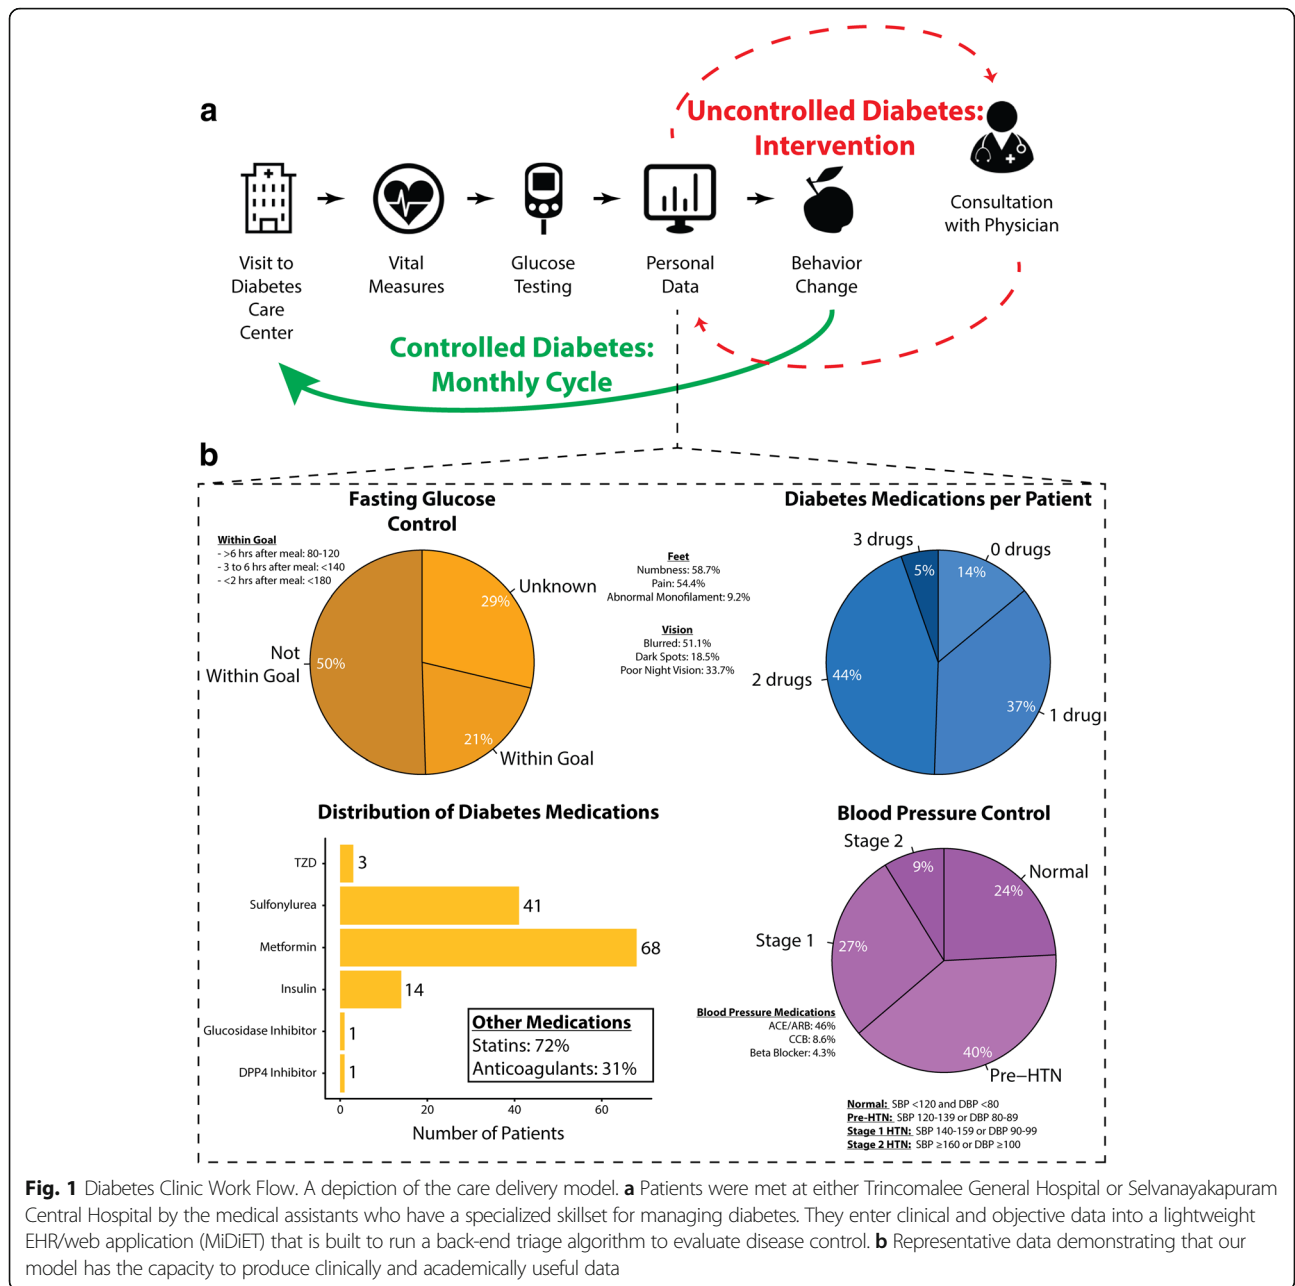 a
Uncontrolled Diabetes:
Intervention
Visit to
Diabetes
Care
Center
Vital
Measures
Glucose
Testing
Personal
Data
Behavior
Change
Consultation
with Physician
Controlled Diabetes:
Monthly Cycle
b
Fasting Glucose
Control
Within Goal
- >6 hrs after meal: 80-120
- 3 to 6 hrs after meal: <140
- <2 hrs after meal: <180
Unknown
29%
Not
Within Goal
50%
21%
Within Goal
Feet
Numbness: 58.7%
Pain: 54.4%
Abnormal Monofilament: 9.2%
Vision
Blurred: 51.1%
Dark Spots: 18.5%
Poor Night Vision: 33.7%
Diabetes Medications per Patient
3 drugs
0 drugs
5%
14%
2 drugs
44%
37%
1 drug
Distribution of Diabetes Medications
TZD
3
Sulfonylurea
41
Metformin
68
Insulin
14
Glucosidase Inhibitor
1
DPP4 Inhibitor
1
0
20
40
60
Number of Patients
Other Medications
Statins: 72%
Anticoagulants: 31%
Blood Pressure Control
Stage 2
9%
Normal
24%
Stage 1
27%
40%
Pre−HTN
Blood Pressure Medications
ACE/ARB: 46%
CCB: 8.6%
Beta Blocker: 4.3%
Normal: SBP <120 and DBP <80
Pre-HTN: SBP 120-139 or DBP 80-89
Stage 1 HTN: SBP 140-159 or DBP 90-99
Stage 2 HTN: SBP ≥160 or DBP ≥100
Fig. 1 Diabetes Clinic Work Flow. A depiction of the care delivery model. a Patients were met at either Trincomalee General Hospital or Selvanayakapuram
Central Hospital by the medical assistants who have a specialized skillset for managing diabetes. They enter clinical and objective data into a lightweight
EHR/web application (MiDiET) that is built to run a back-end triage algorithm to evaluate disease control. b Representative data demonstrating that our
model has the capacity to produce clinically and academically useful data